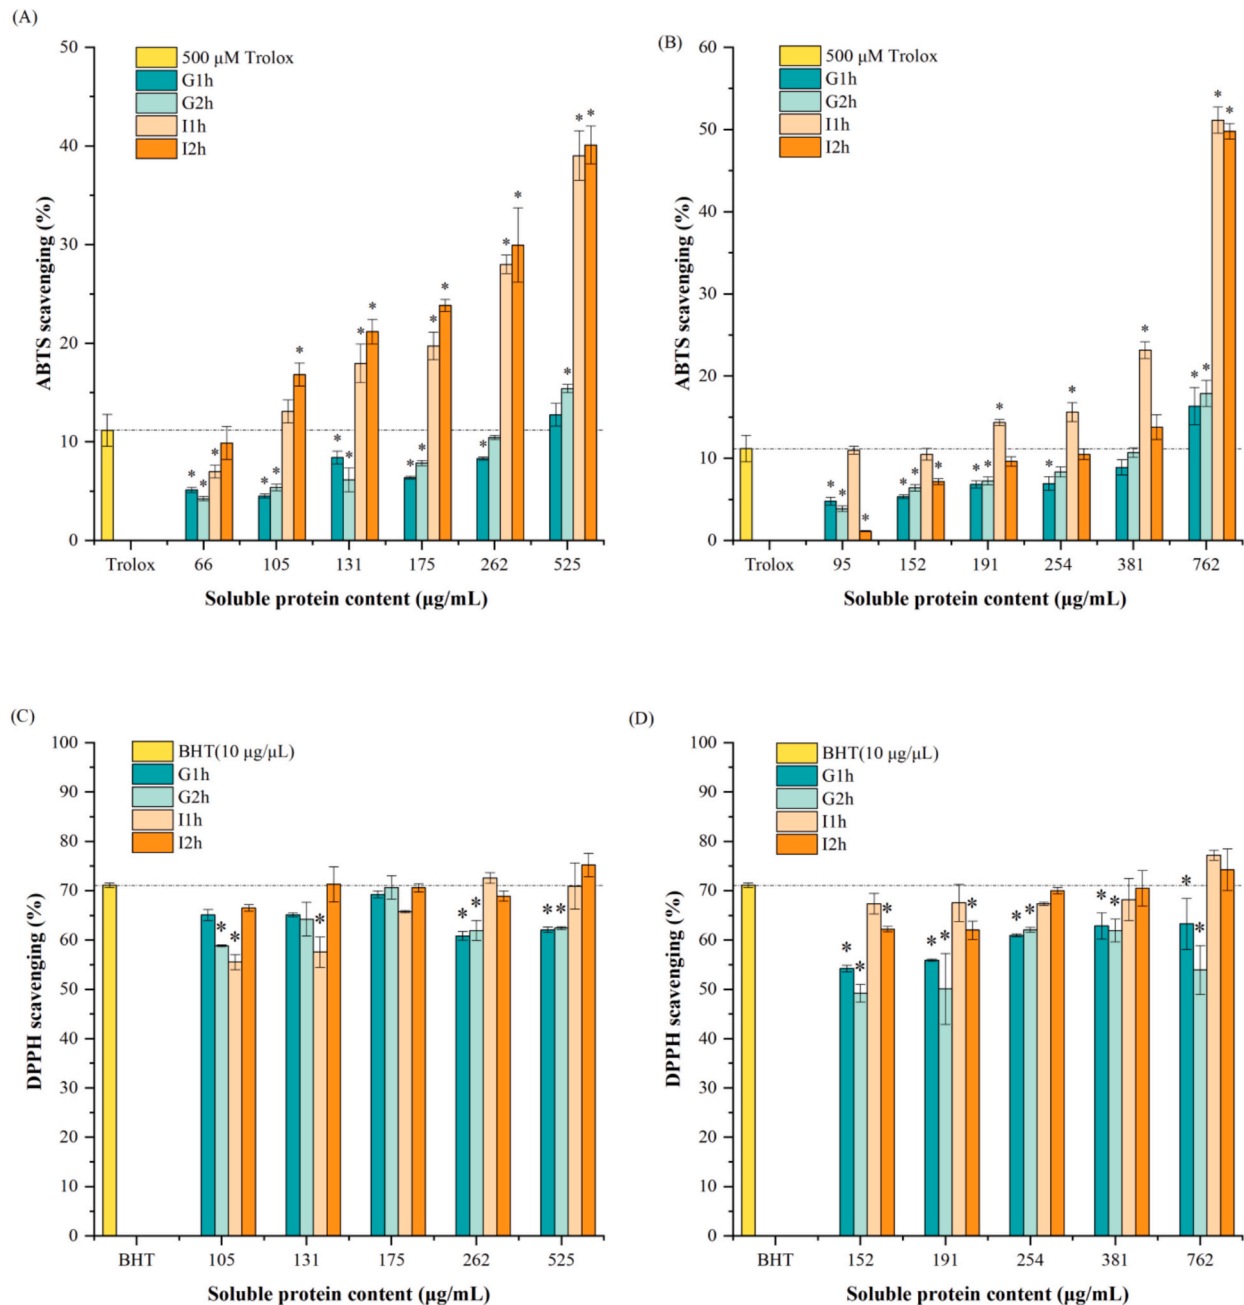 (A)
50
40
30
20
10
0
ABTS scavenging (%)
500 μM Trolox
G1h
G2h
I1h
I2h
* * * *
* * *
* * * *
* * * *
* * *
* * *
Trolox 66 105 131 175 262 525
Soluble protein content (μg/mL)
(B)
60
50
40
30
20
10
0
ABTS scavenging (%)
500 μM Trolox
G1h
G2h
I1h
I2h
* * *
* * *
* * *
* *
*
* * * *
Trolox 95 152 191 254 381 762
Soluble protein content (μg/mL)
(C)
100
90
80
70
60
50
40
30
20
10
0
DPPH scavenging (%)
BHT(10 μg/μL)
G1h
G2h
I1h
I2h
* *
*
* *
* *
BHT 105 131 175 262 525
Soluble protein content (μg/mL)
(D)
100
90
80
70
60
50
40
30
20
10
0
DPPH scavenging (%)
BHT(10 μg/μL)
G1h
G2h
I1h
I2h
* * *
* * *
* *
* *
* *
BHT 152 191 254 381 762
Soluble protein content (μg/mL)